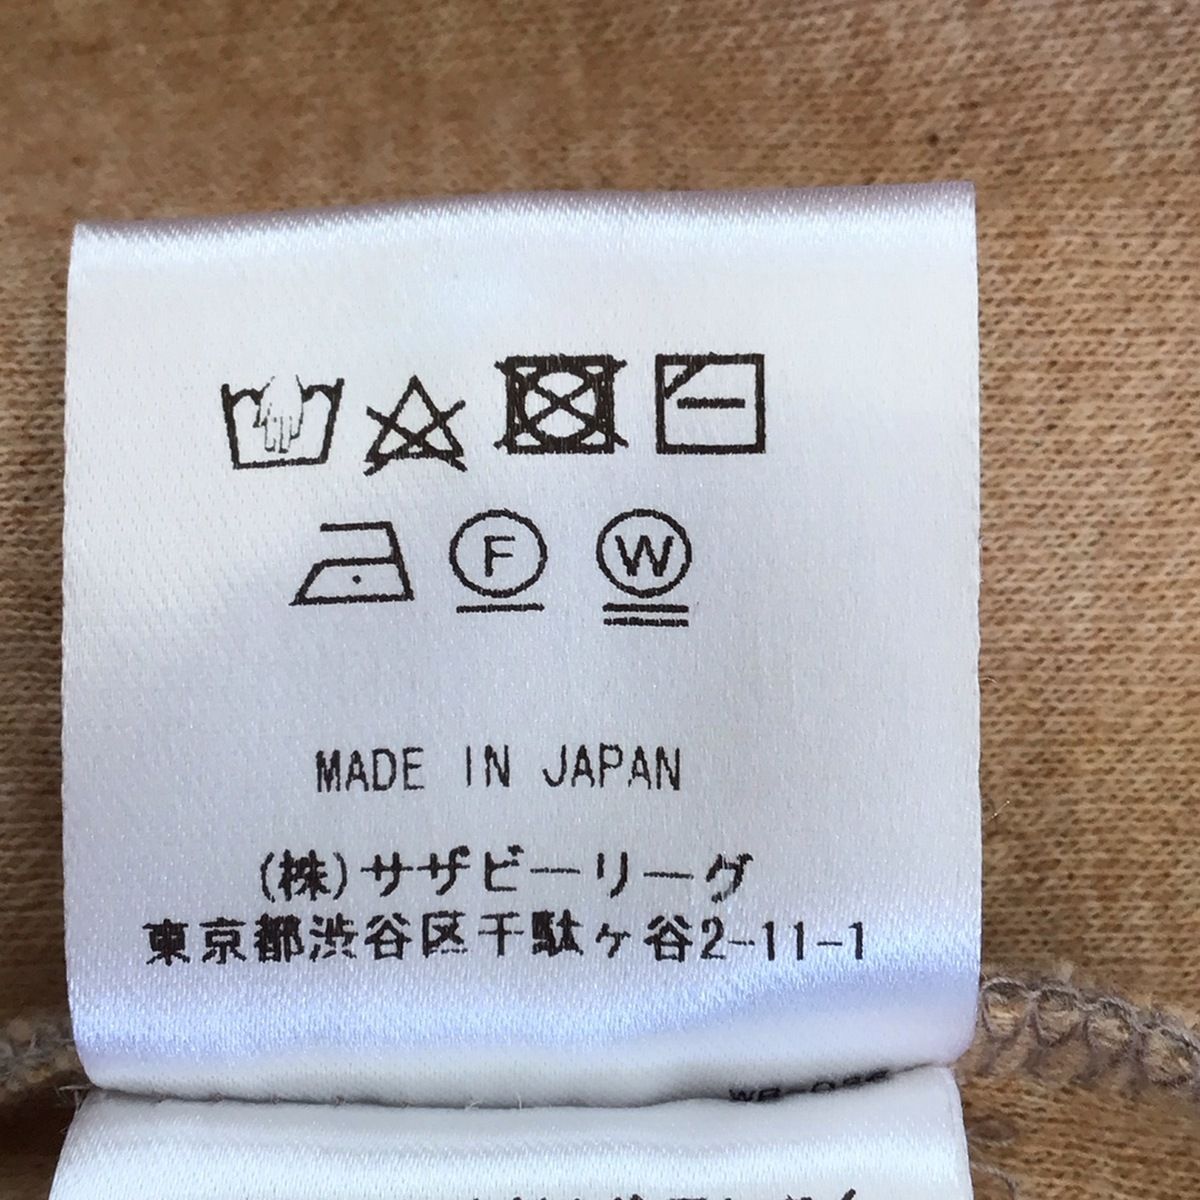 F W
MADE IN JAPAN
(株)サザビーリーグ
東京都渋谷区千駄ヶ谷2-11-1